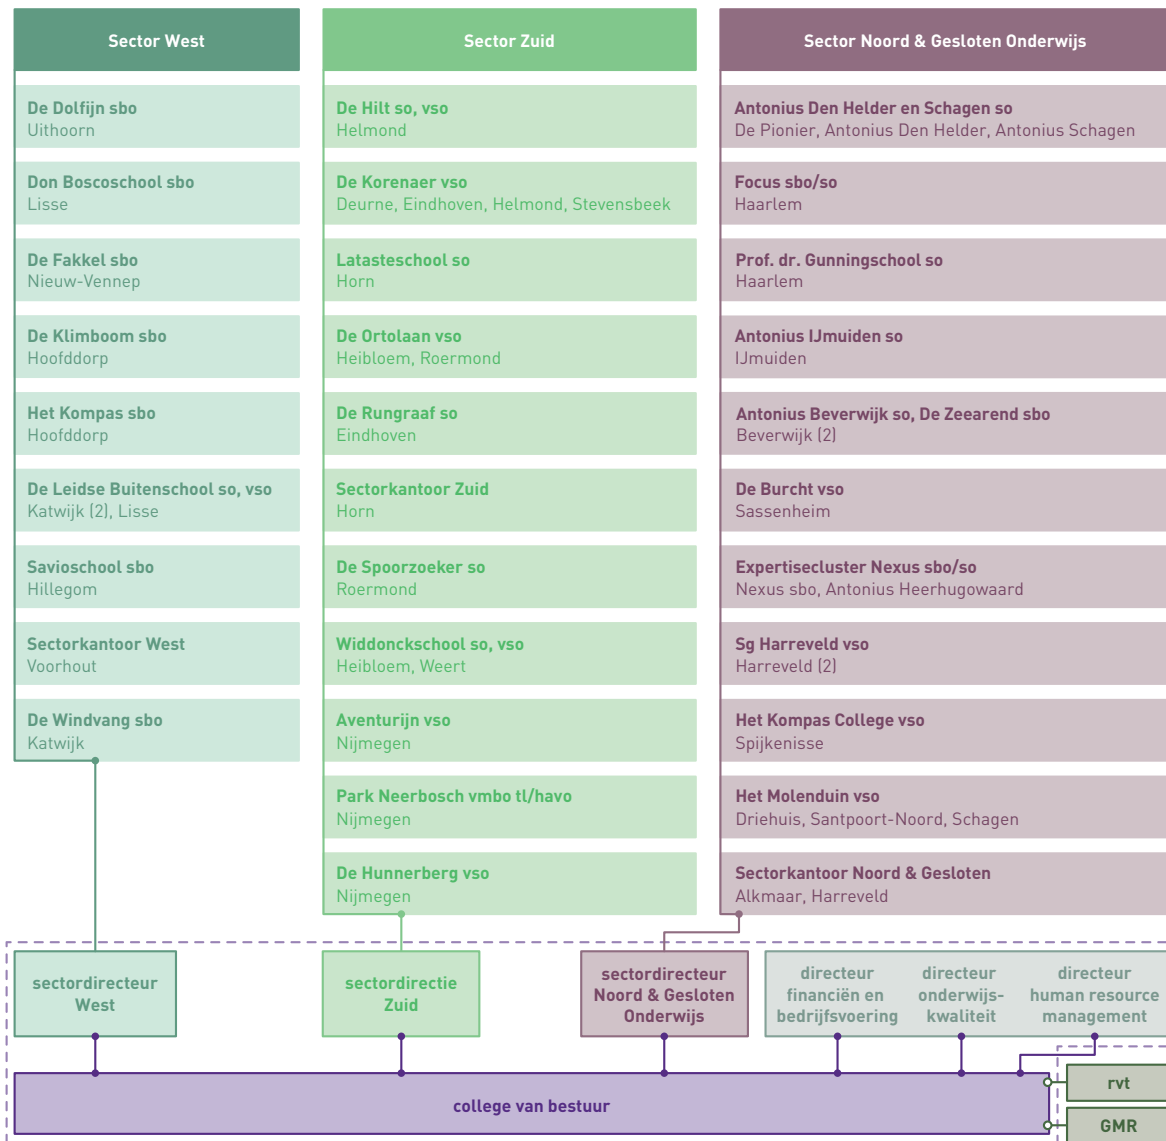 Sector West
De Dolfijn sbo
Uithoorn
Don Boscoschool sbo
Lisse
De Fakkel sbo
Nieuw-Vennep
De Klimboom sbo
Hoofddorp
Het Kompas sbo
Hoofddorp
De Leidse Buitenschool so, vso
Katwijk (2), Lisse
Savioschool sbo
Hillegom
Sectorkantoor West
Voorhout
De Windvang sbo
Katwijk
Sector Zuid
De Hilt so, vso
Helmond
De Korenaer vso
Deurne, Eindhoven, Helmond, Stevensbeek
Latasteschool so
Horn
De Ortolaan vso
Heibloem, Roermond
De Rungraaf so
Eindhoven
Sectorkantoor Zuid
Horn
De Spoorzoeker so
Roermond
Widdonckschool so, vso
Heibloem, Weert
Aventurijn vso
Nijmegen
Park Neerbosch vmbo tl/havo
Nijmegen
De Hunnerberg vso
Nijmegen
Sector Noord & Gesloten Onderwijs
Antonius Den Helder en Schagen so
De Pionier, Antonius Den Helder, Antonius Schagen
Focus sbo/so
Haarlem
Prof. dr. Gunningschool so
Haarlem
Antonius IJmuiden so
IJmuiden
Antonius Beverwijk so, De Zeearend sbo
Beverwijk (2)
De Burcht vso
Sassenheim
Expertisecluster Nexus sbo/so
Nexus sbo, Antonius Heerhugowaard
Sg Harreveld vso
Harreveld (2)
Het Kompas College vso
Spijkenisse
Het Molenduin vso
Driehuis, Santpoort-Noord, Schagen
Sectorkantoor Noord & Gesloten
Alkmaar, Harreveld
sectordirecteur
West
sectordirectie
Zuid
sectordirecteur
Noord & Gesloten
Onderwijs
directeur
financiën en
bedrijfsvoering
directeur
onderwijs-
kwaliteit
directeur
human resource
management
college van bestuur
rvt
GMR